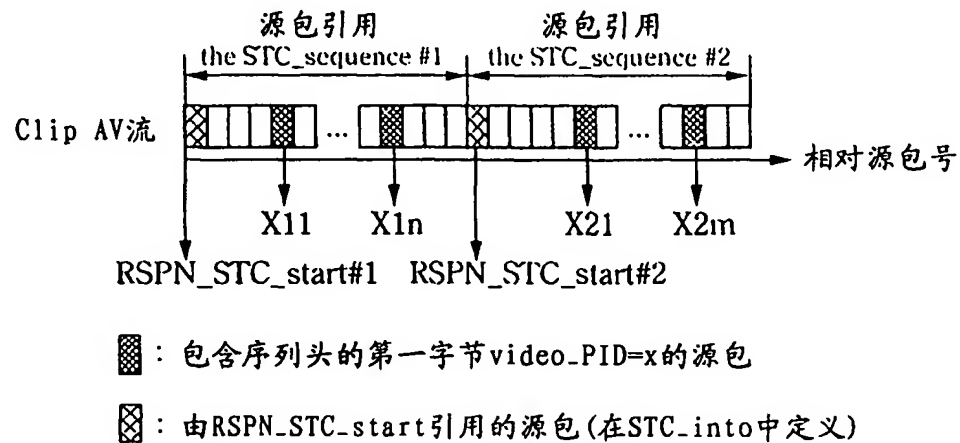 源包引用 源包引用
the STC_sequence #1 the STC_sequence #2
Clip AV流 ... ...
相对源包号
X11 X1n X21 X2m
RSPN_STC_start#1 RSPN_STC_start#2
: 包含序列头的第一字节video_PID=x的源包
: 由RSPN_STC_start引用的源包(在STC_into中定义)